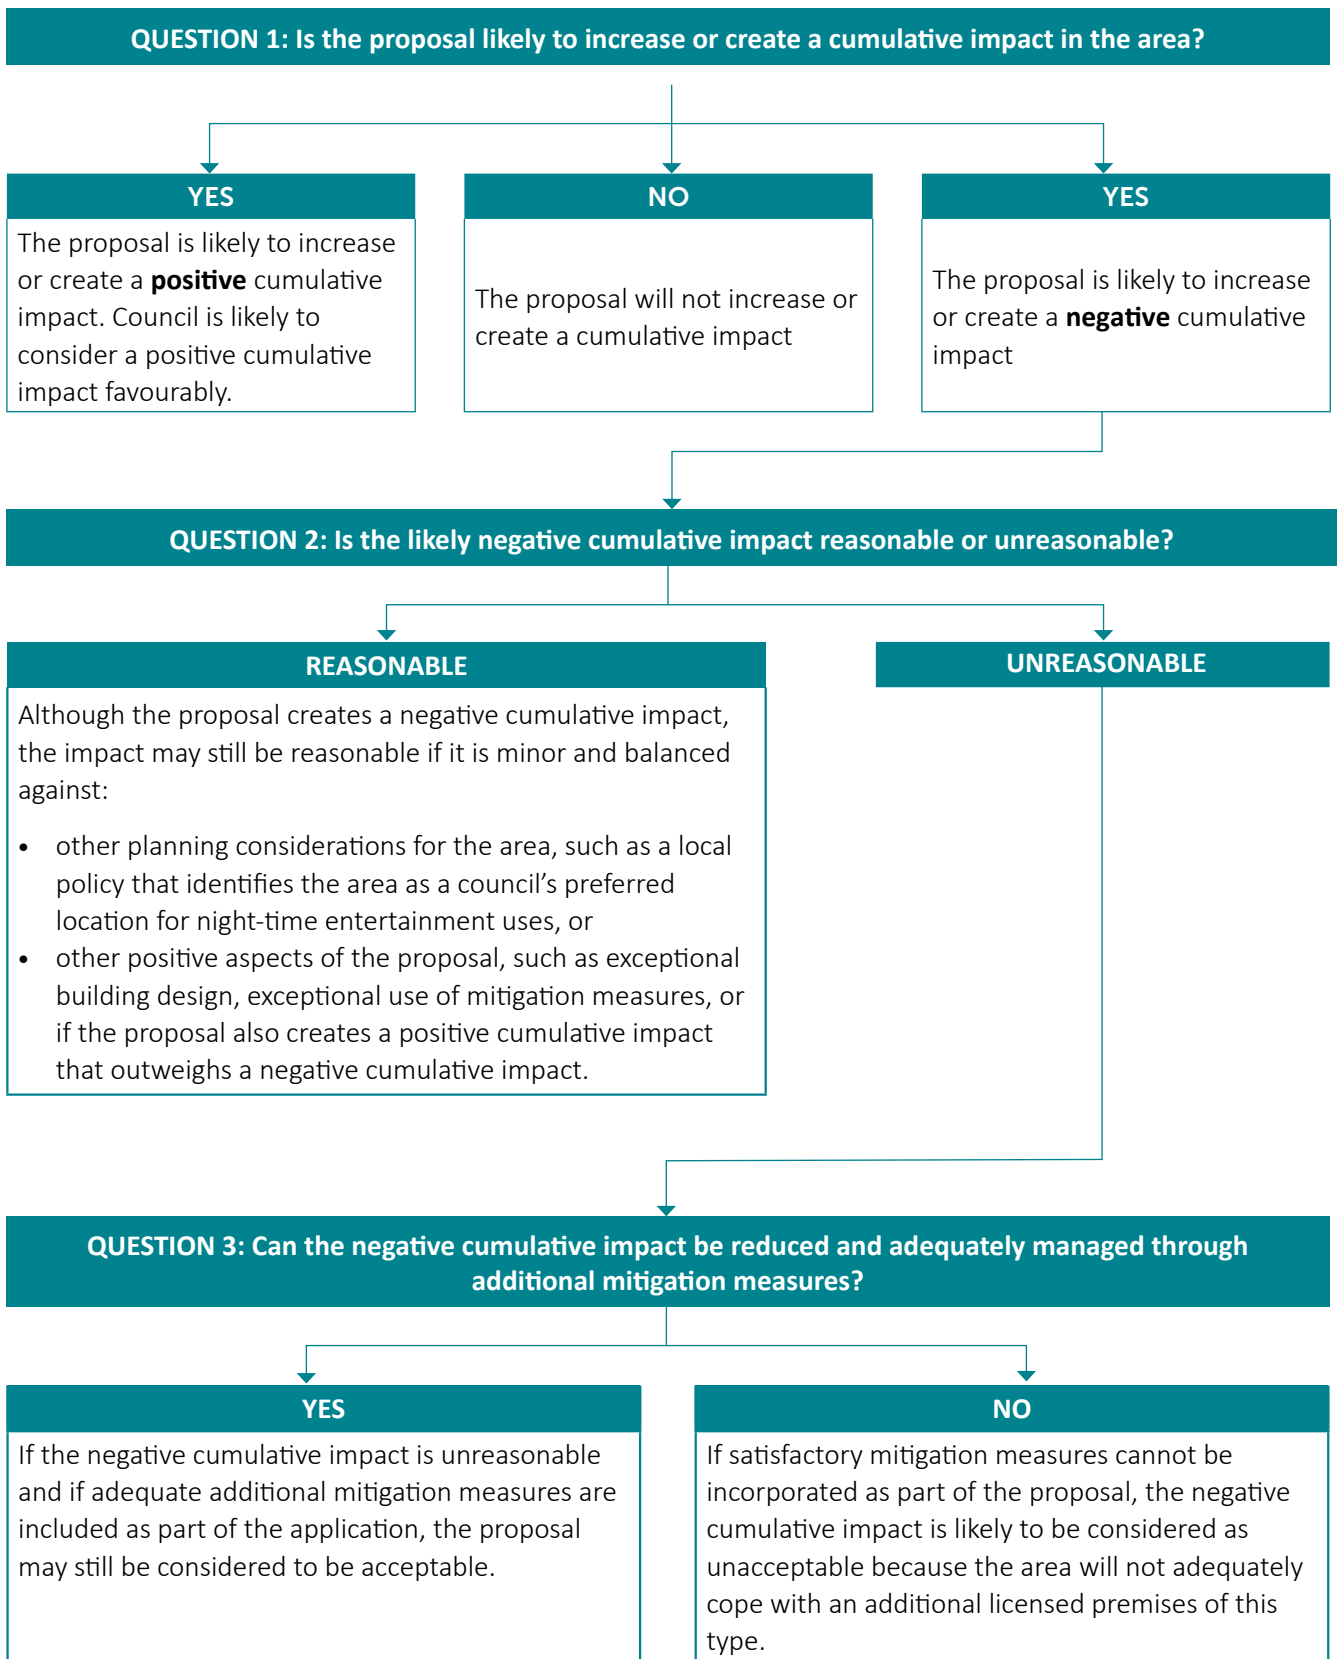 QUESTION 1: Is the proposal likely to increase or create a cumulative impact in the area?
YES
The proposal is likely to increase
or create a positive cumulative
impact. Council is likely to
consider a positive cumulative
impact favourably.
NO
The proposal will not increase or
create a cumulative impact
YES
The proposal is likely to increase
or create a negative cumulative
impact
QUESTION 2: Is the likely negative cumulative impact reasonable or unreasonable?
REASONABLE
Although the proposal creates a negative cumulative impact,
the impact may still be reasonable if it is minor and balanced
against:
• other planning considerations for the area, such as a local
policy that identifies the area as a council’s preferred
location for night-time entertainment uses, or
• other positive aspects of the proposal, such as exceptional
building design, exceptional use of mitigation measures, or
if the proposal also creates a positive cumulative impact
that outweighs a negative cumulative impact.
UNREASONABLE
QUESTION 3: Can the negative cumulative impact be reduced and adequately managed through
additional mitigation measures?
YES
If the negative cumulative impact is unreasonable
and if adequate additional mitigation measures are
included as part of the application, the proposal
may still be considered to be acceptable.
NO
If satisfactory mitigation measures cannot be
incorporated as part of the proposal, the negative
cumulative impact is likely to be considered as
unacceptable because the area will not adequately
cope with an additional licensed premises of this
type.